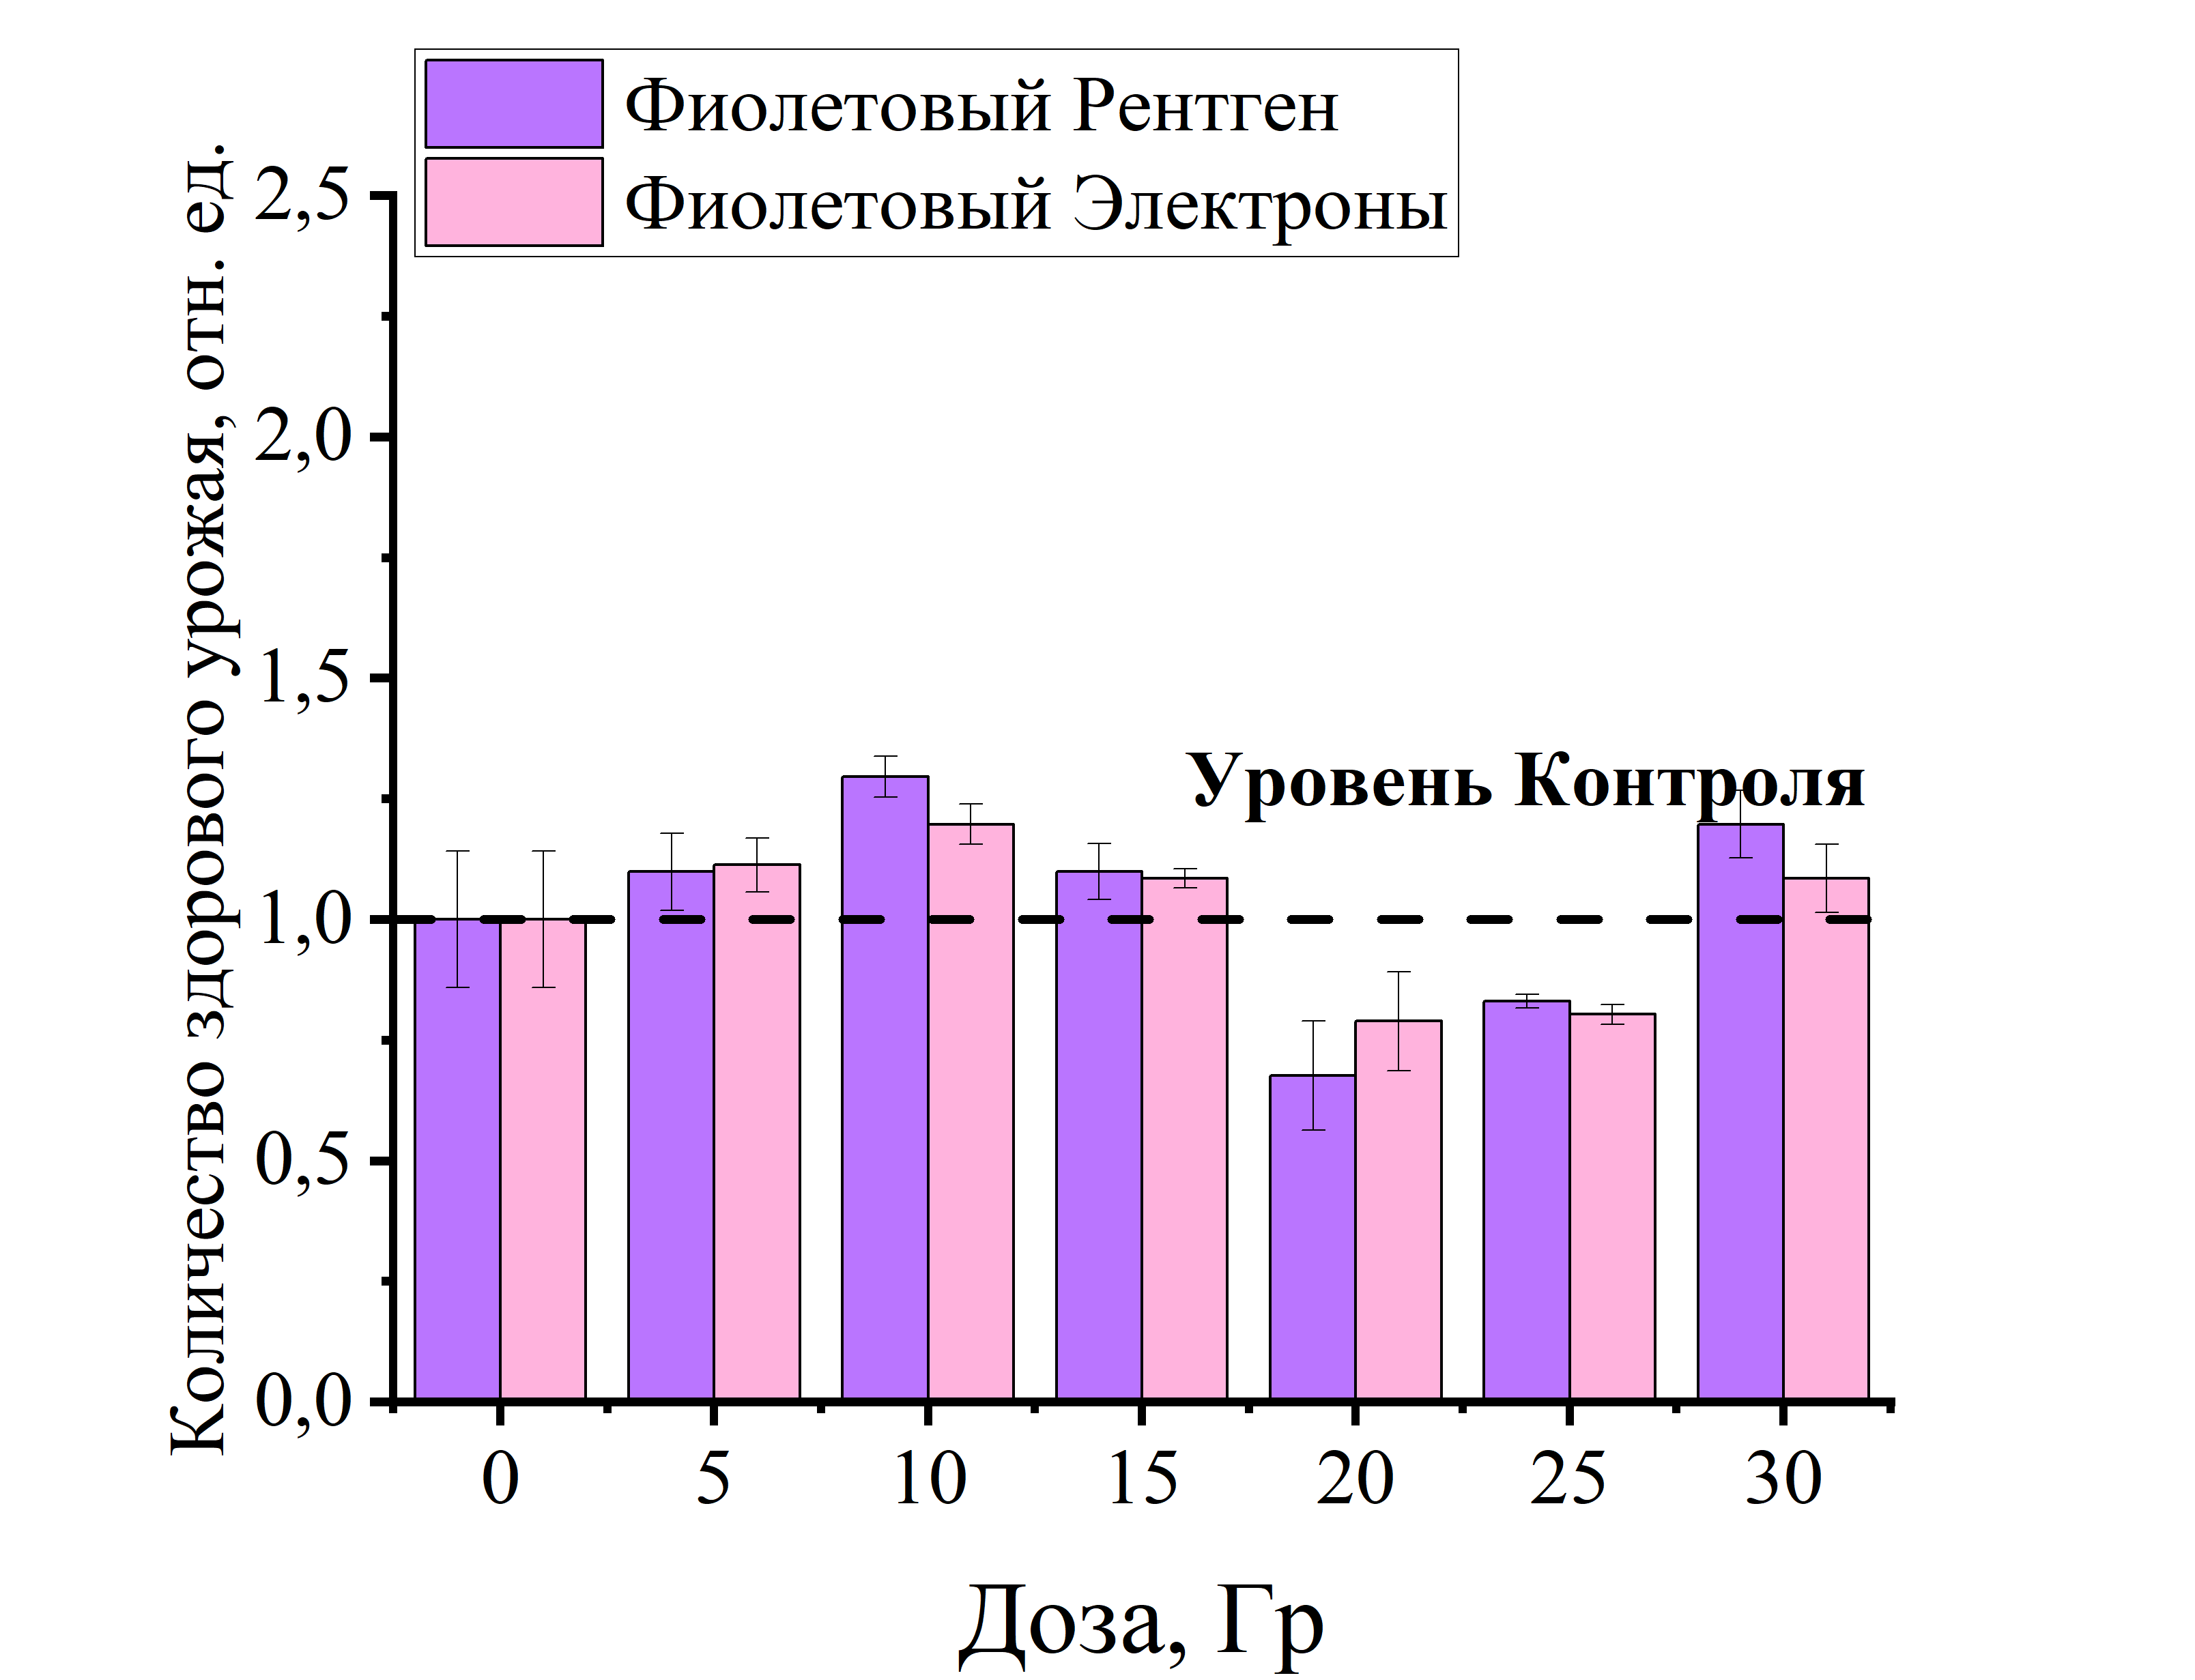 Фиолетовый Рентген
Фиолетовый Электроны
Количество здорового урожая, отн. ед.
2,5
2,0
1,5
1,0
0,5
0,0
Уровень Контроля
0 5 10 15 20 25 30
Доза, Гр